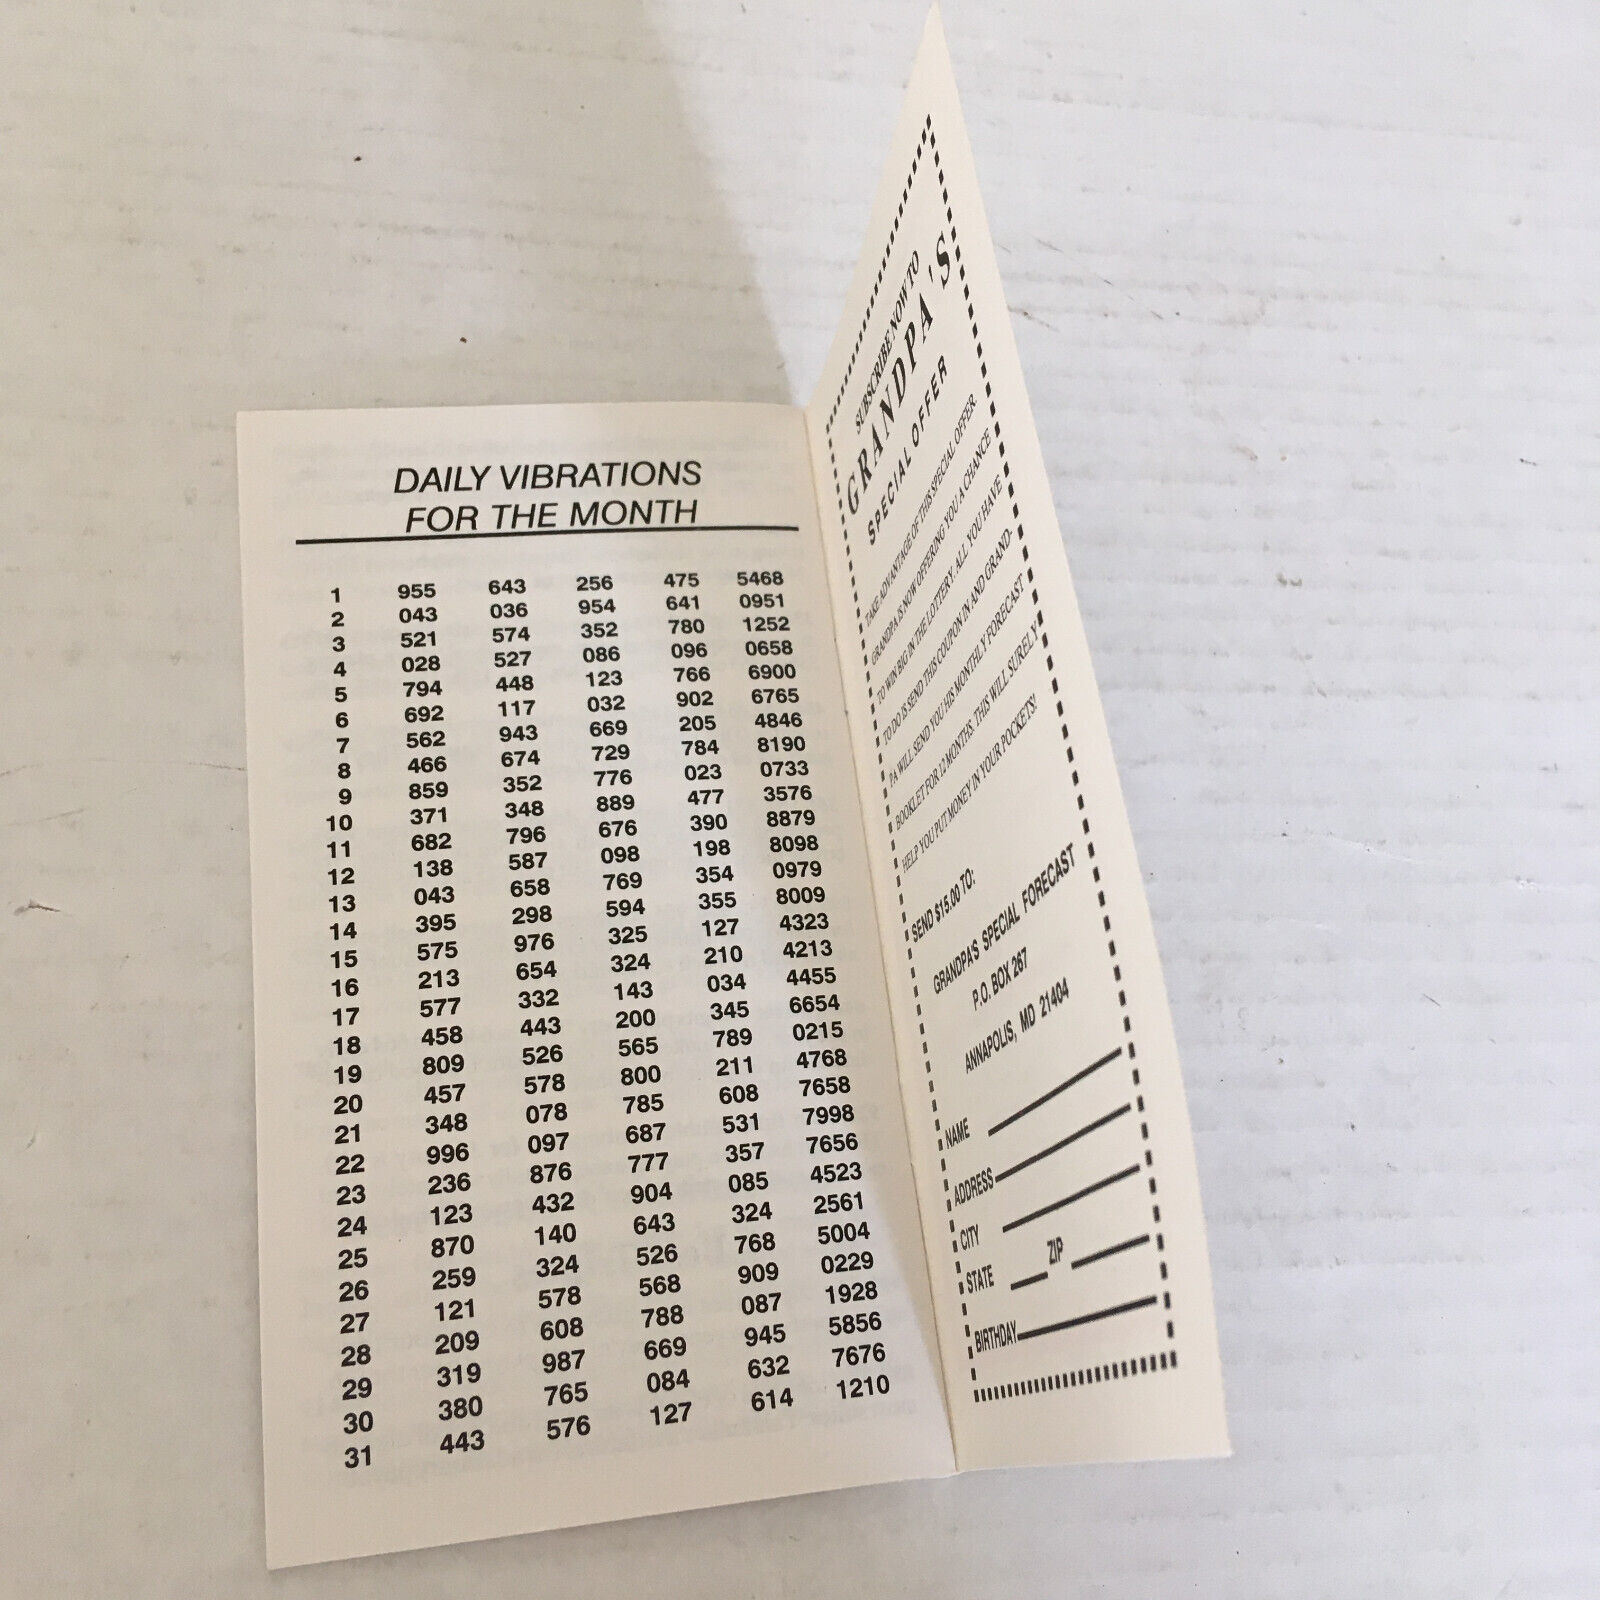 DAILY VIBRATIONS
FOR THE MONTH
1 955 643 256 475 5468
2 043 036 954 641 0951
3 521 574 352 780 1252
4 028 527 086 096 0658
5 794 448 123 766 6900
6 692 117 032 902 6765
7 562 943 669 205 4846
8 466 674 729 784 8190
9 859 352 776 023 0733
10 371 348 889 477 3576
11 682 796 676 390 8879
12 138 587 098 198 8098
13 043 658 769 354 0979
14 395 298 594 355 8009
15 575 976 325 127 4323
16 213 654 324 210 4213
17 577 332 143 034 4455
18 458 443 200 345 6654
19 809 526 565 789 0215
20 457 578 800 211 4768
21 348 078 785 608 7658
22 996 097 687 531 7998
23 236 876 777 357 7656
24 123 432 904 085 4523
25 870 140 643 324 2561
26 259 324 526 768 5004
27 121 578 568 909 0229
28 209 608 788 087 1928
29 319 987 669 945 5856
30 380 765 084 632 7676
31 443 576 127 614 1210
SUBSCRIBE NOW TO
GRANDPA'S
SPECIAL OFFER
TAKE ADVANTAGE OF THIS SPECIAL OFFER.
GRANDPA IS NOW OFFERING YOU A CHANCE
TO WIN BIG IN THE LOTTERY. ALL YOU HAVE
TO DO IS SEND THIS COUPON IN AND GRAND-
PA WILL SEND YOU HIS MONTHLY FORECAST
BOOKLET FOR 12 MONTHS. THIS WILL SURELY
HELP YOU PUT MONEY IN YOUR POCKETS!
SEND $15.00 TO:
GRANDPA'S SPECIAL FORECAST
P.O. BOX 267
ANNAPOLIS, MD 21404
NAME
ADDRESS
CITY
STATE ZIP
BIRTHDAY